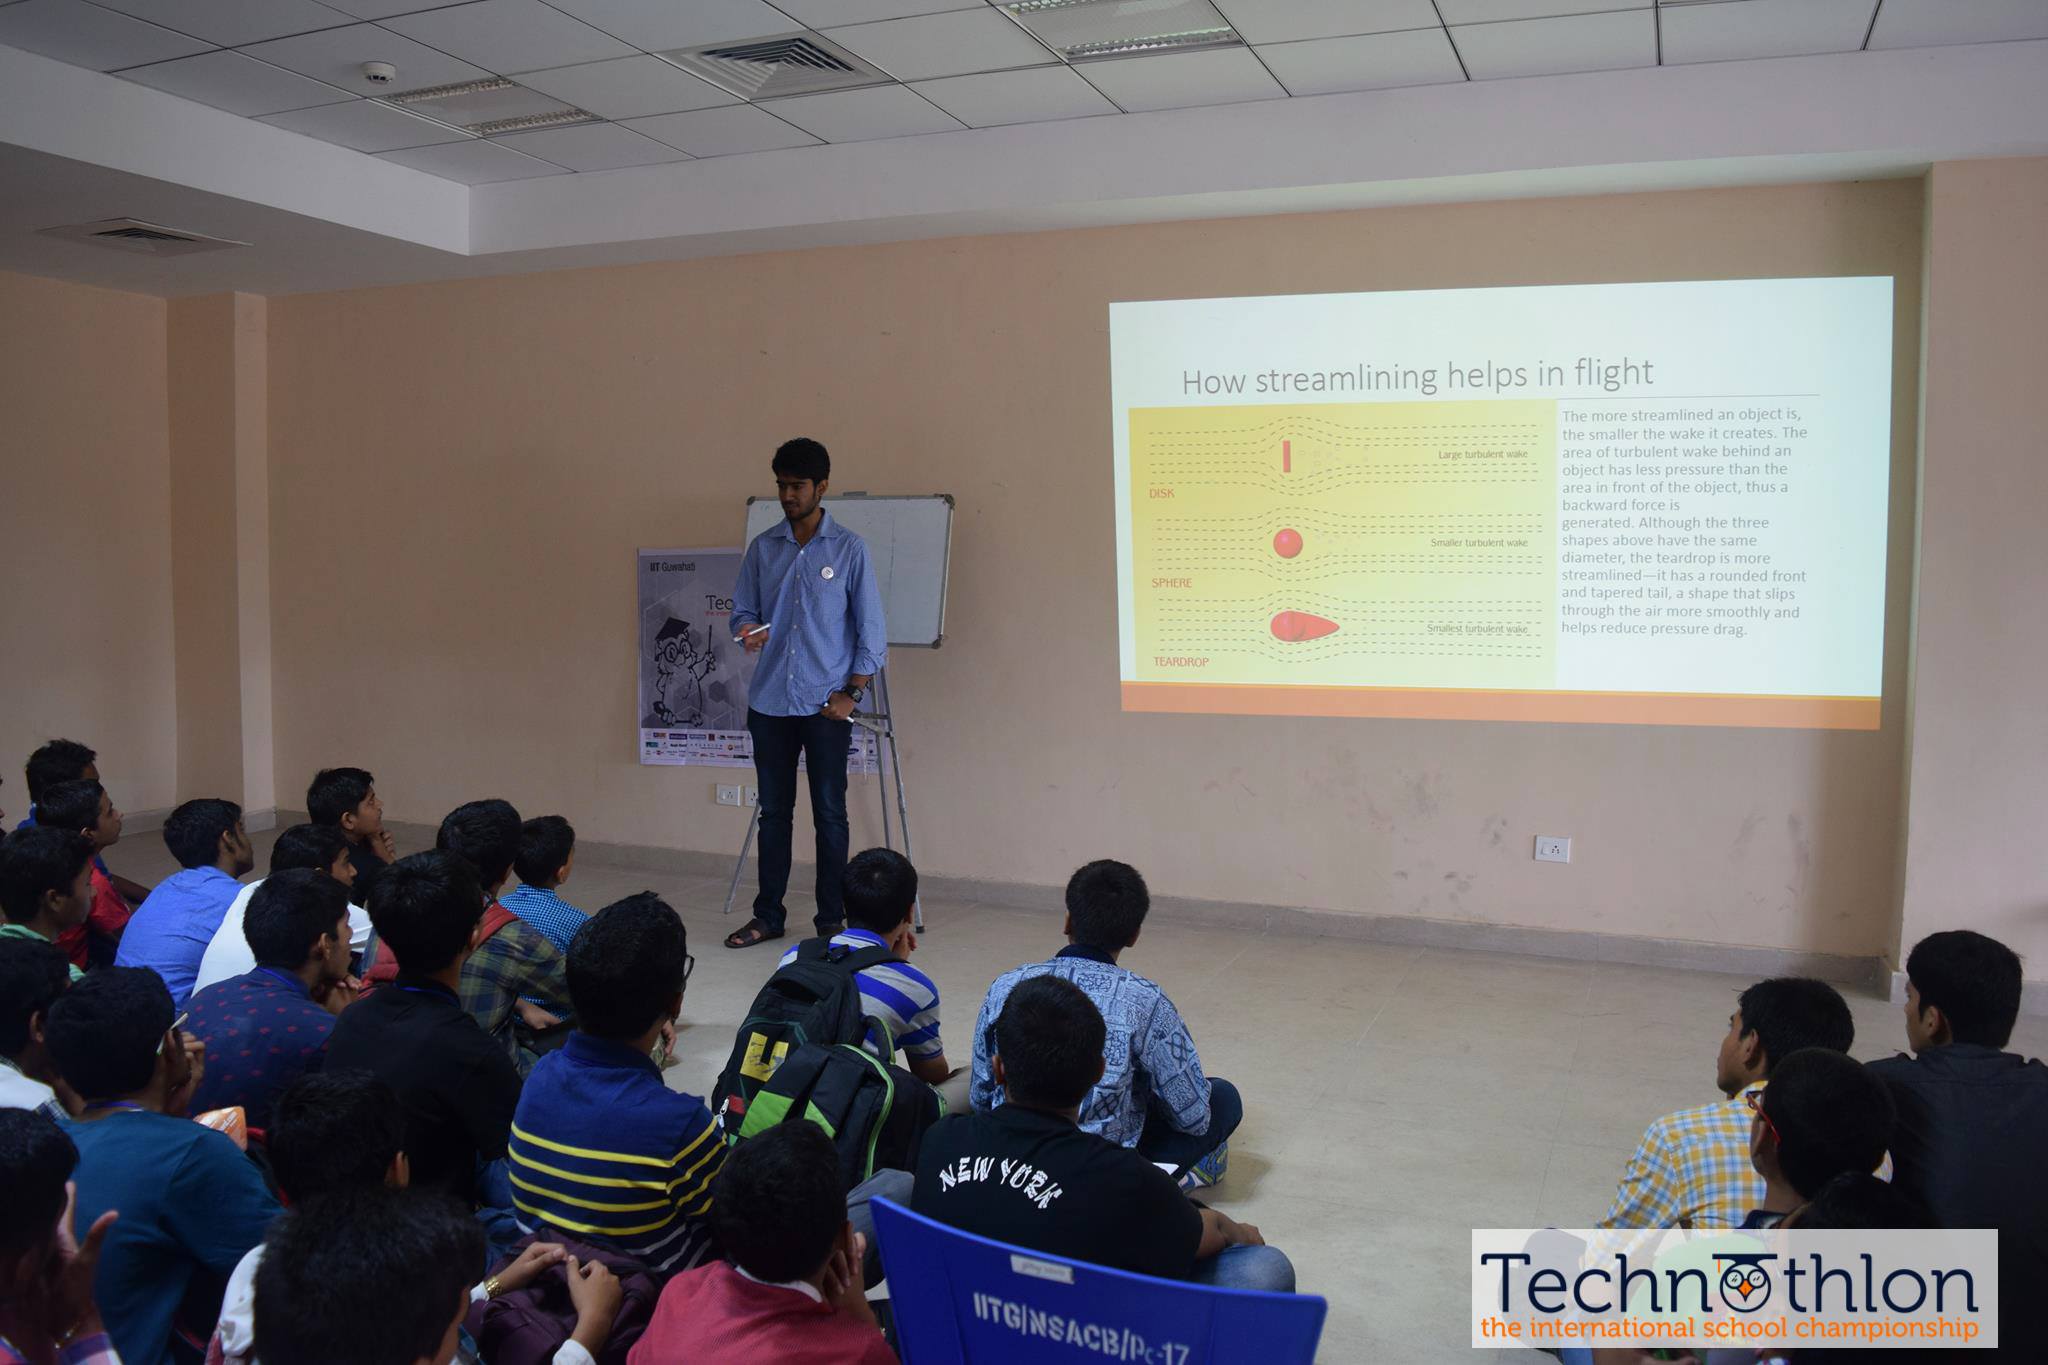 How streamlining helps in flight
Large turbulent wake
DISK
Smaller turbulent wake
SPHERE
Smallest turbulent wake
TEARDROP
The more streamlined an object is,
the smaller the wake it creates. The
area of turbulent wake behind an
object has less pressure than the
area in front of the object, thus a
backward force is
generated. Although the three
shapes above have the same
diameter, the teardrop is more
streamlined—it has a rounded front
and tapered tail, a shape that slips
through the air more smoothly and
helps reduce pressure drag.
IIT Guwahati
Tec
NEW YORK
IITG/NSACB/Pc-17
Technothlon
the international school championship